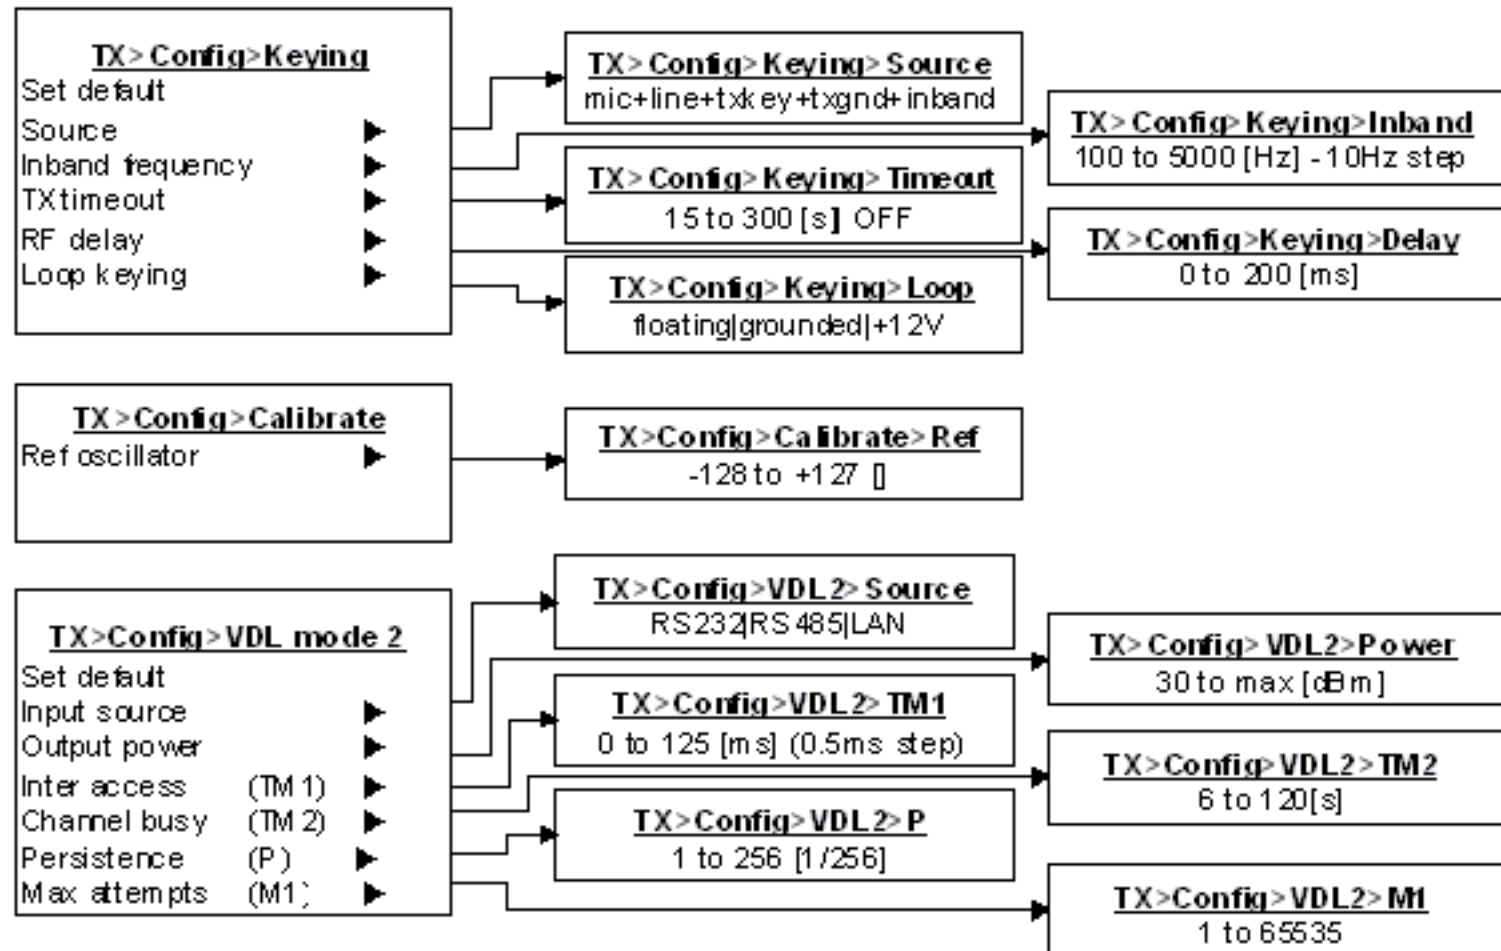 TX>Config>Keying
Set default
Source
Inband frequency
TXtimeout
RF delay
Loop keying
TX>Config>Keying>Source
mic+line+txkey+txgnd+inband
TX>Config>Keying>Inband
100 to 5000 [Hz] - 10Hz step
TX>Config>Keying>Timeout
15 to 300 [s] OFF
TX>Config>Keying>Delay
0 to 200 [ms]
TX>Config>Keying>Loop
floating|grounded|+12V
TX>Config>Calibrate
Ref oscillator
TX>Config>Calibrate>Ref
-128 to +127 []
TX>Config>VDL mode 2
Set default
Input source
Output power
Inter access (TM1)
Channel busy (TM2)
Persistence (P)
Max attempts (M1)
TX>Config>VDL2>Source
RS232|RS485|LAN
TX>Config>VDL2>Power
30 to max [dBm]
TX>Config>VDL2>TM1
0 to 125 [ms] (0.5ms step)
TX>Config>VDL2>TM2
6 to 120[s]
TX>Config>VDL2>P
1 to 256 [1/256]
TX>Config>VDL2>M1
1 to 65535